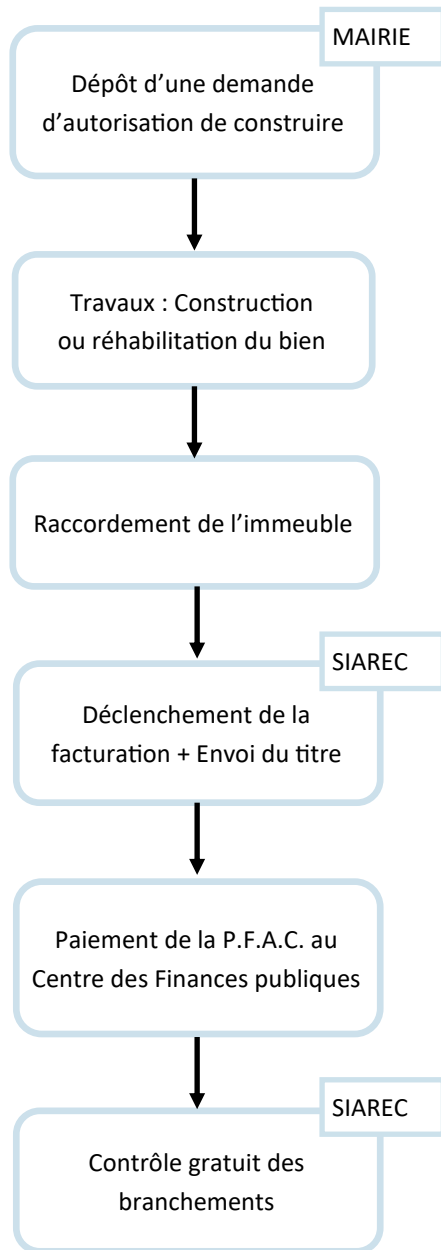 MAIRIE
Dépôt d’une demande
d’autorisation de construire
Travaux : Construction
ou réhabilitation du bien
Raccordement de l’immeuble
SIAREC
Déclenchement de la
facturation + Envoi du titre
Paiement de la P.F.A.C. au
Centre des Finances publiques
SIAREC
Contrôle gratuit des
branchements